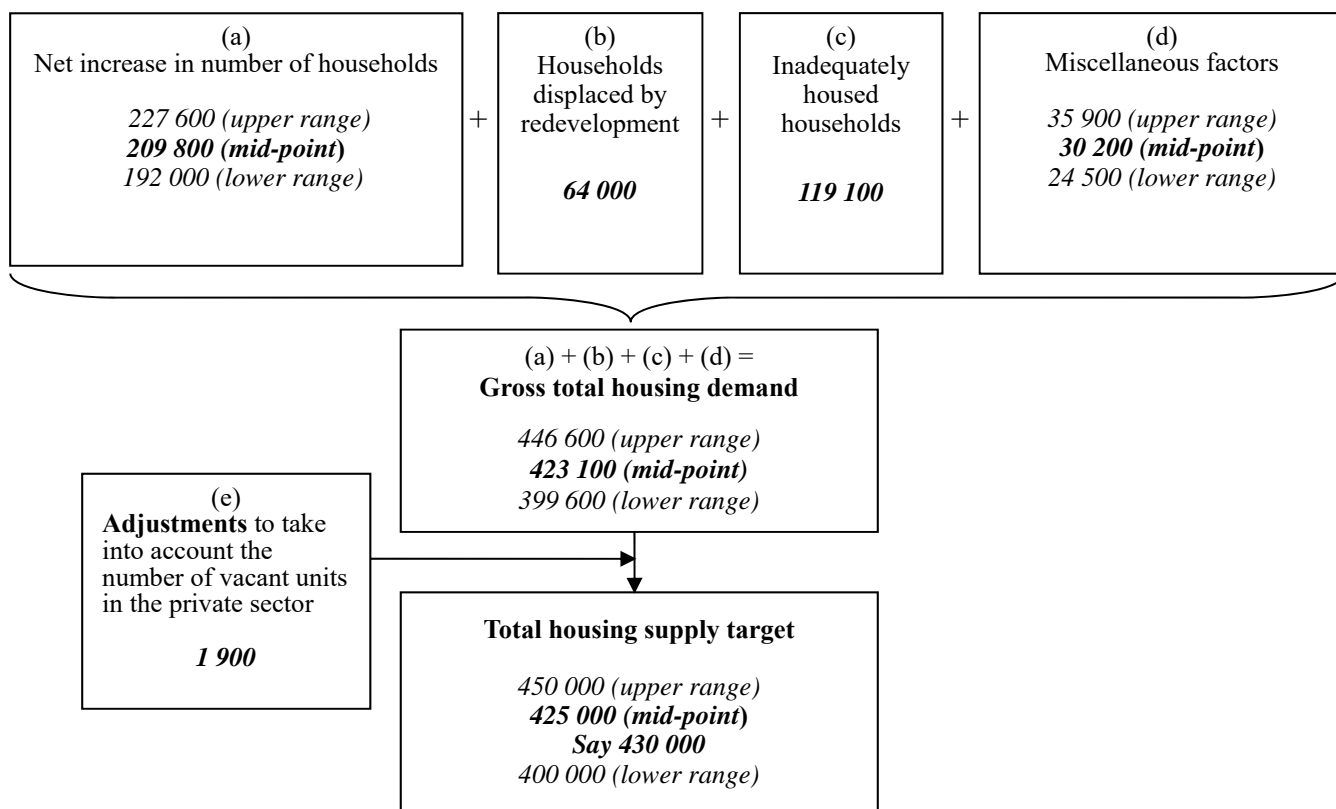 (a)
Net increase in number of households
227 600 (upper range)
209 800 (mid-point)
192 000 (lower range)
+
(b)
Households
displaced by
redevelopment
64 000
+
(c)
Inadequately
housed
households
119 100
+
(d)
Miscellaneous factors
35 900 (upper range)
30 200 (mid-point)
24 500 (lower range)
(a) + (b) + (c) + (d) =
Gross total housing demand
446 600 (upper range)
423 100 (mid-point)
399 600 (lower range)
(e)
Adjustments to take
into account the
number of vacant units
in the private sector
1 900
Total housing supply target
450 000 (upper range)
425 000 (mid-point)
Say 430 000
400 000 (lower range)